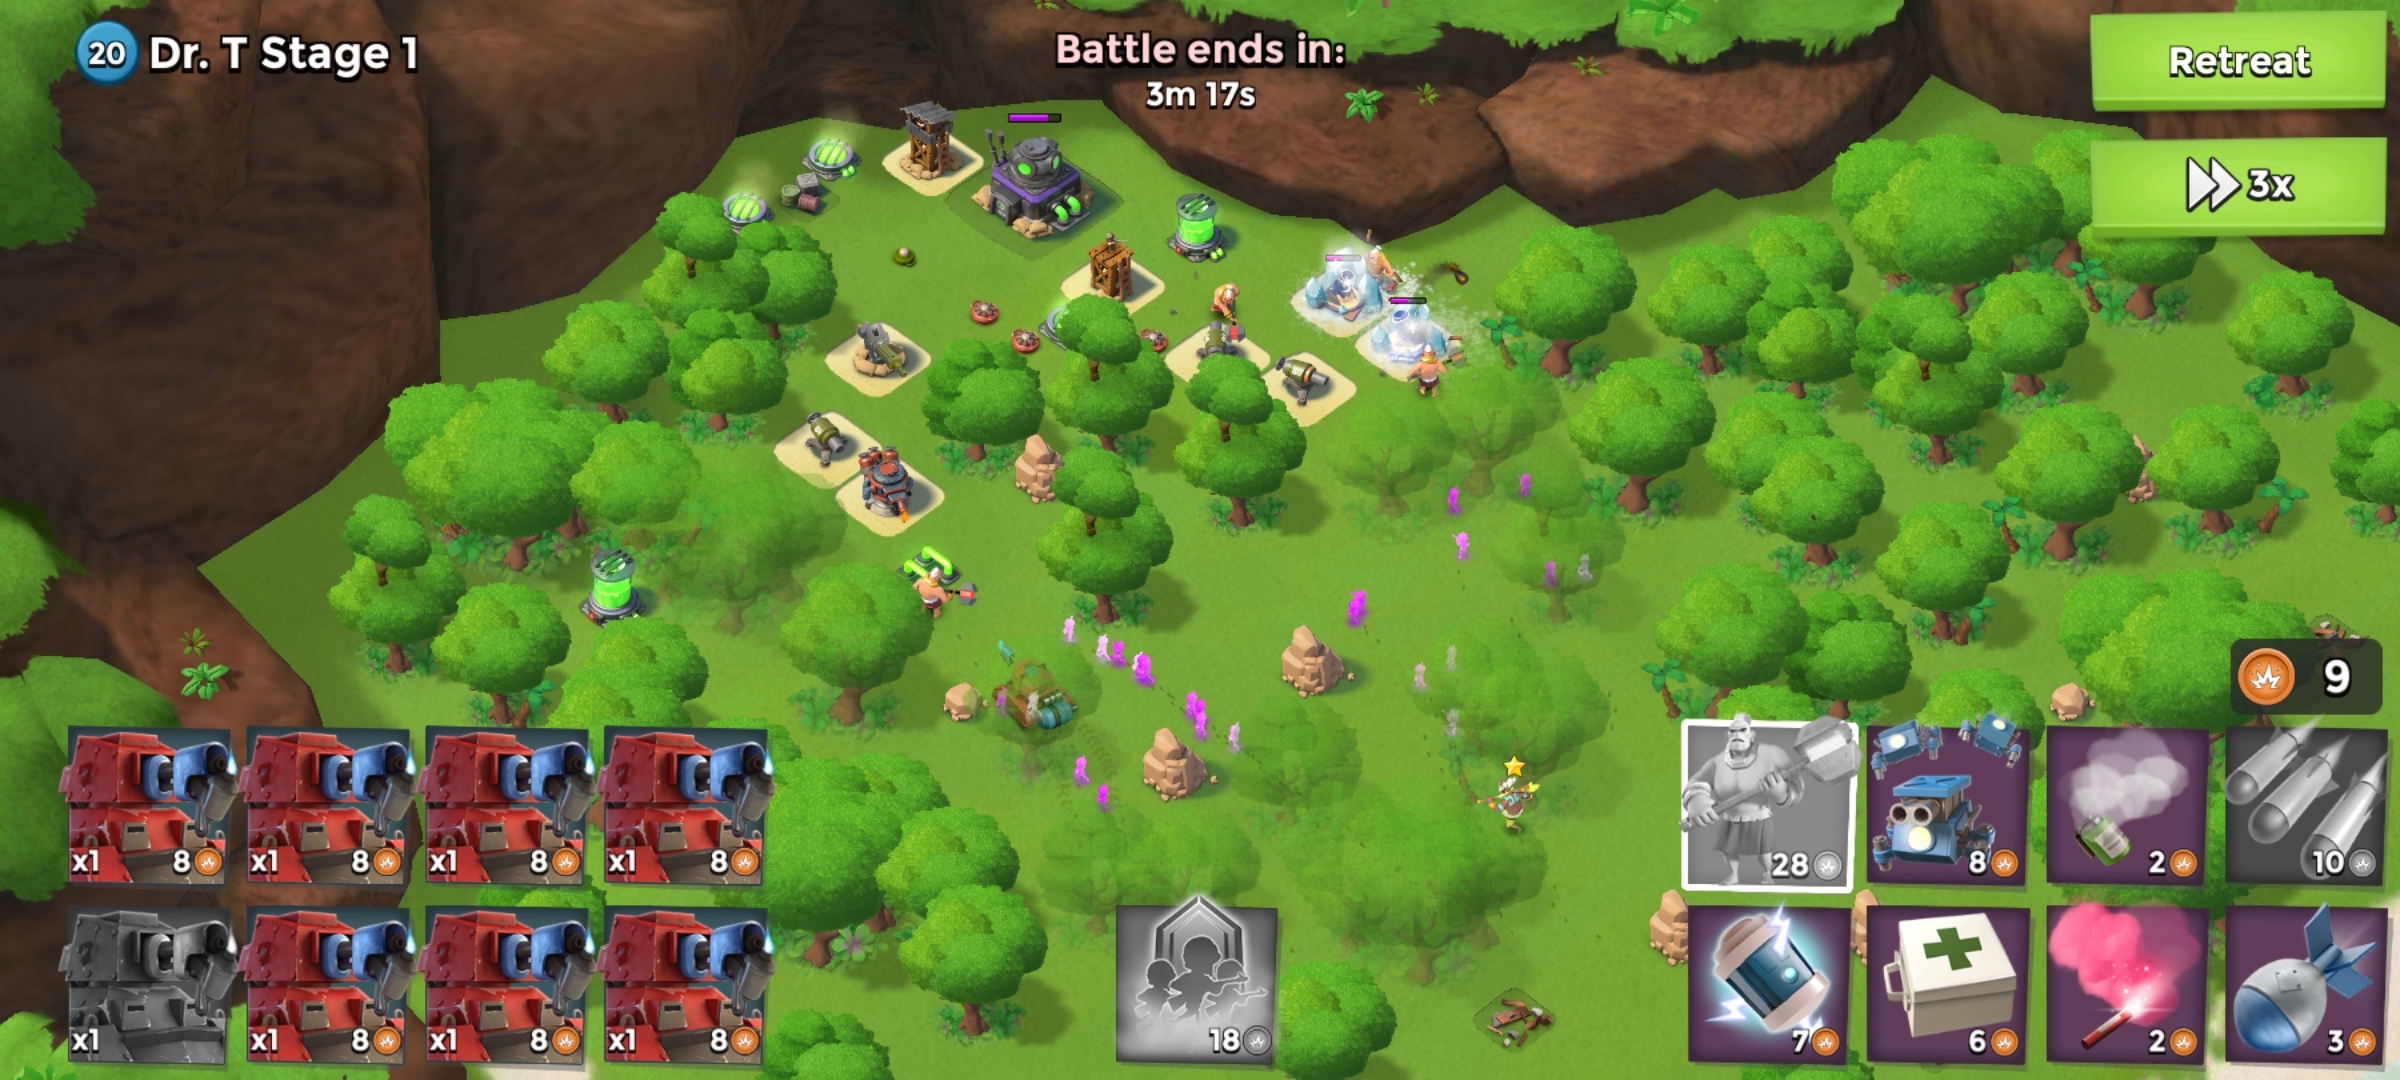 20 Dr. T Stage 1
Battle ends in:
3m 17s
Retreat
3x
9
x1 8
x1 8
x1 8
x1 8
28
8
2
10
x1
x1 8
x1 8
x1 8
18
7
6
2
3